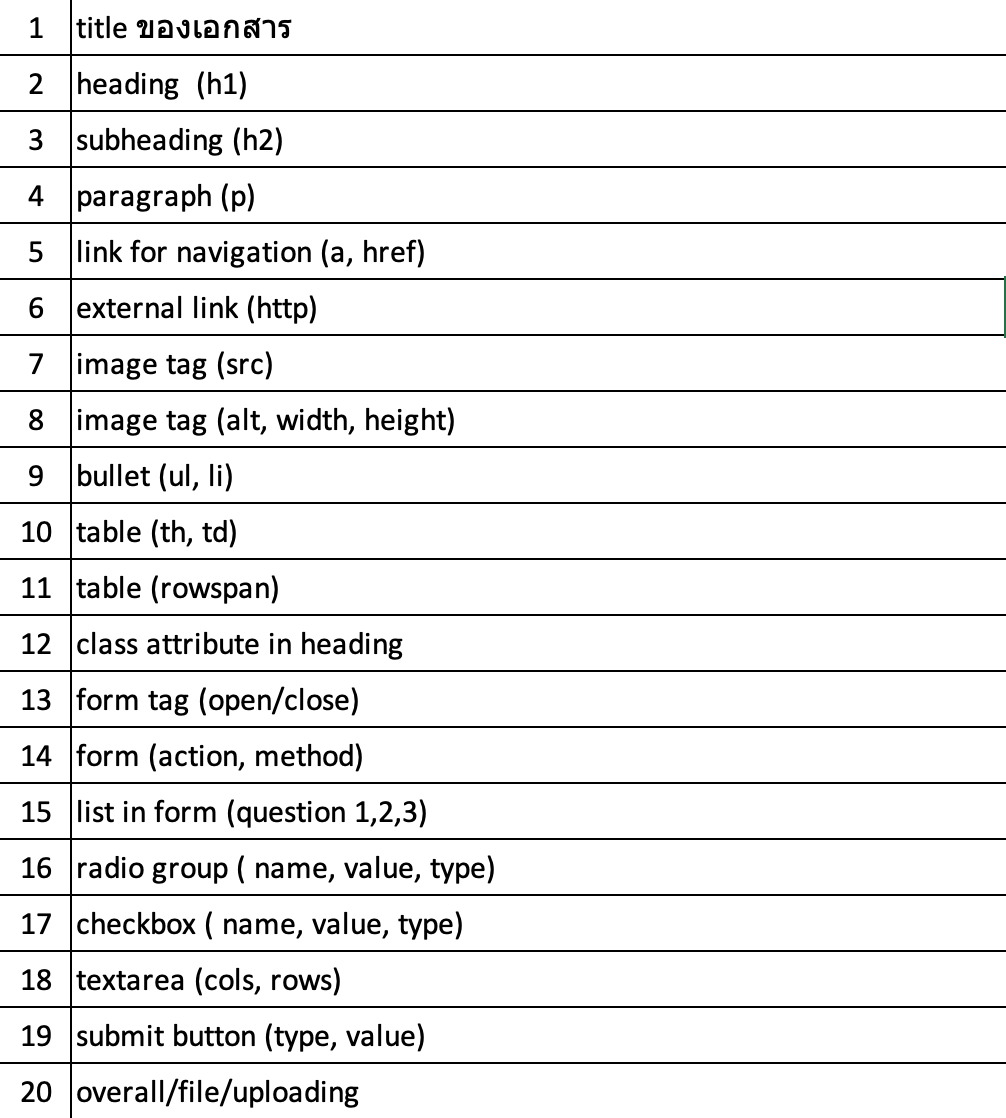 1 title ของเอกสาร
2 heading  (h1)
3 subheading (h2)
4 paragraph (p)
5 link for navigation (a, href)
6 external link (http)
7 image tag (src)
8 image tag (alt, width, height)
9 bullet (ul, li)
10 table (th, td)
11 table (rowspan)
12 class attribute in heading
13 form tag (open/close)
14 form (action, method)
15 list in form (question 1,2,3)
16 radio group ( name, value, type)
17 checkbox ( name, value, type)
18 textarea (cols, rows)
19 submit button (type, value)
20 overall/file/uploading